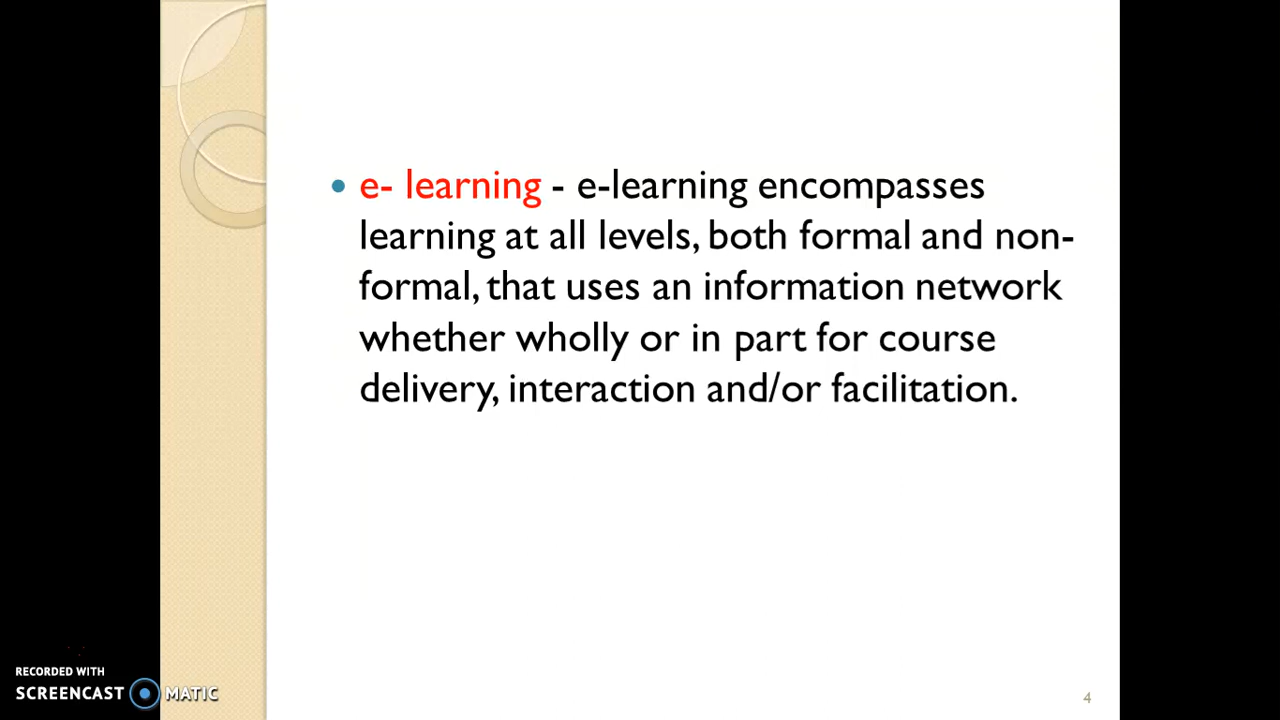 • e- learning - e-learning encompasses
learning at all levels, both formal and non-
formal, that uses an information network
whether wholly or in part for course
delivery, interaction and/or facilitation.
RECORDED WITH
SCREENCAST MATIC
4